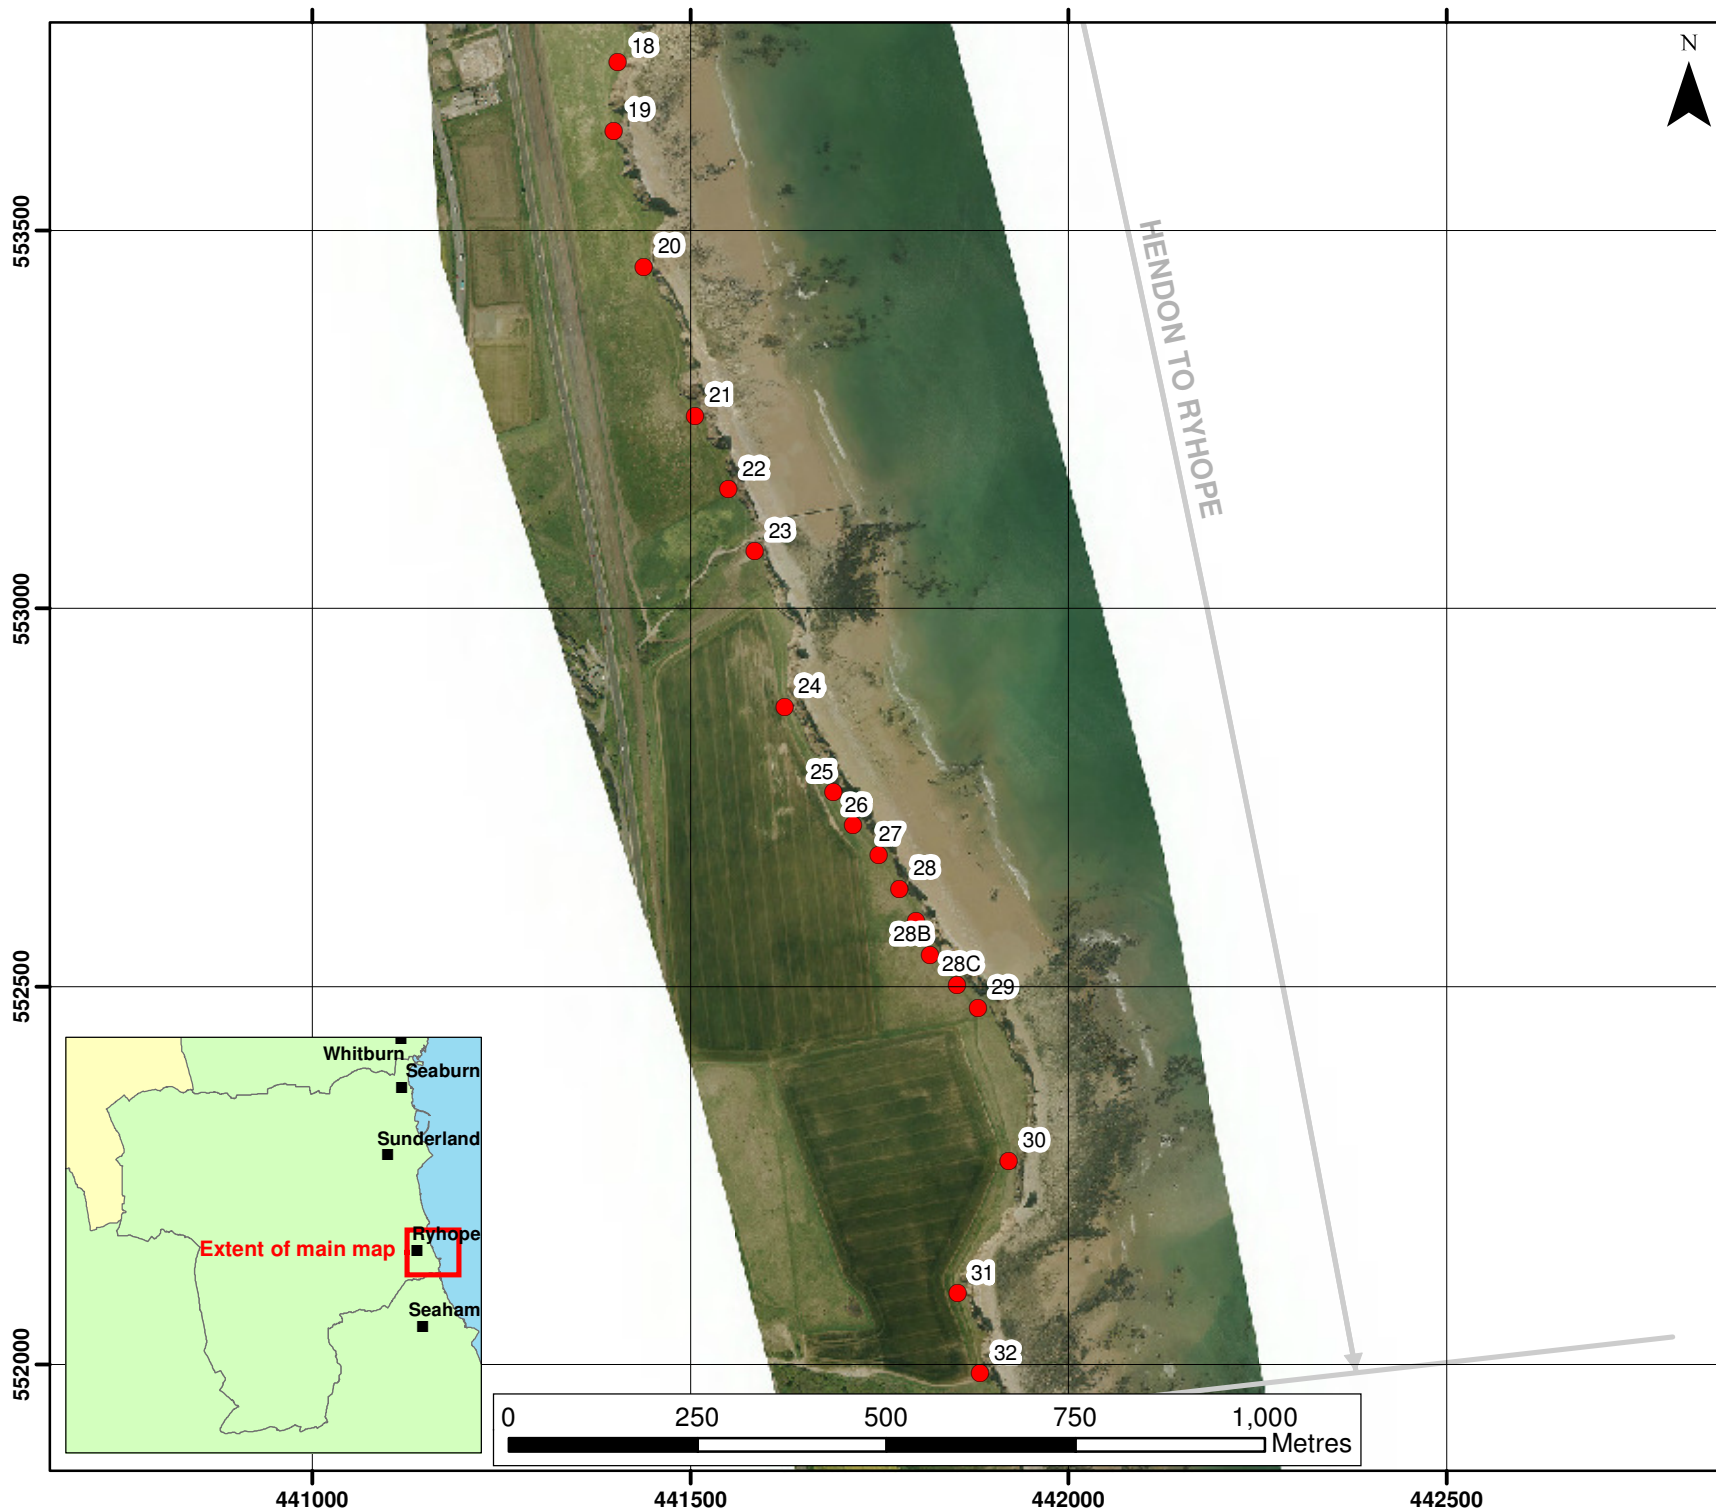 N
18
19
553500
20
HENDON TO RYHOPE
21
22
23
553000
24
25
26
27
28
28B
28C
29
552500
Whitburn
Seaburn
Sunderland
30
Ryhope
Extent of main map
31
Seaham
32
552000
0 250 500 750 1,000
Metres
441000 441500 442000 442500